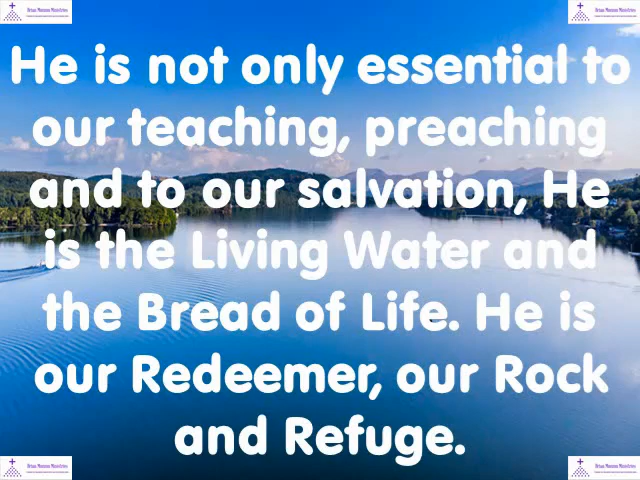 He is not only essential to
our teaching, preaching
and to our salvation, He
is the Living Water and
the Bread of Life. He is
our Redeemer, our Rock
and Refuge.